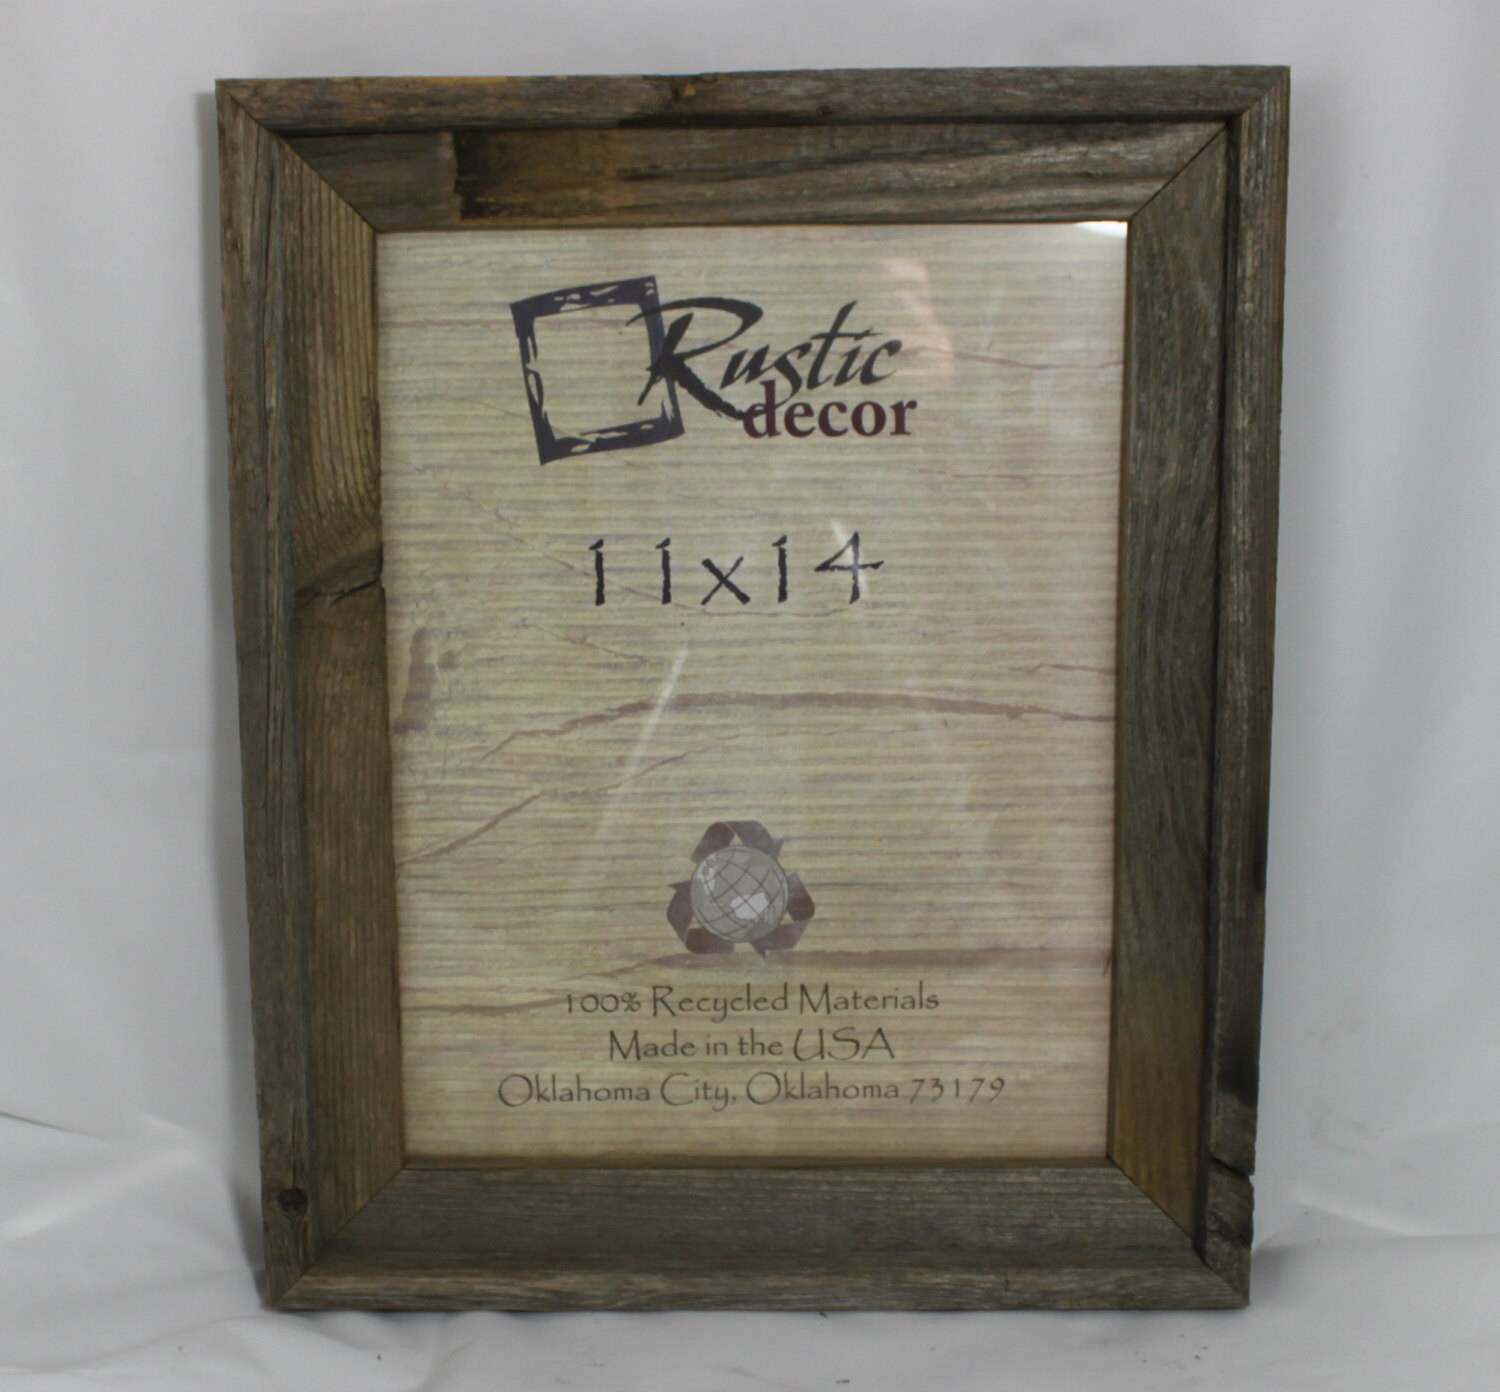 Rustic
decor
11x14
100% Recycled Materials
Made in the USA
Oklahoma City, Oklahoma 73179